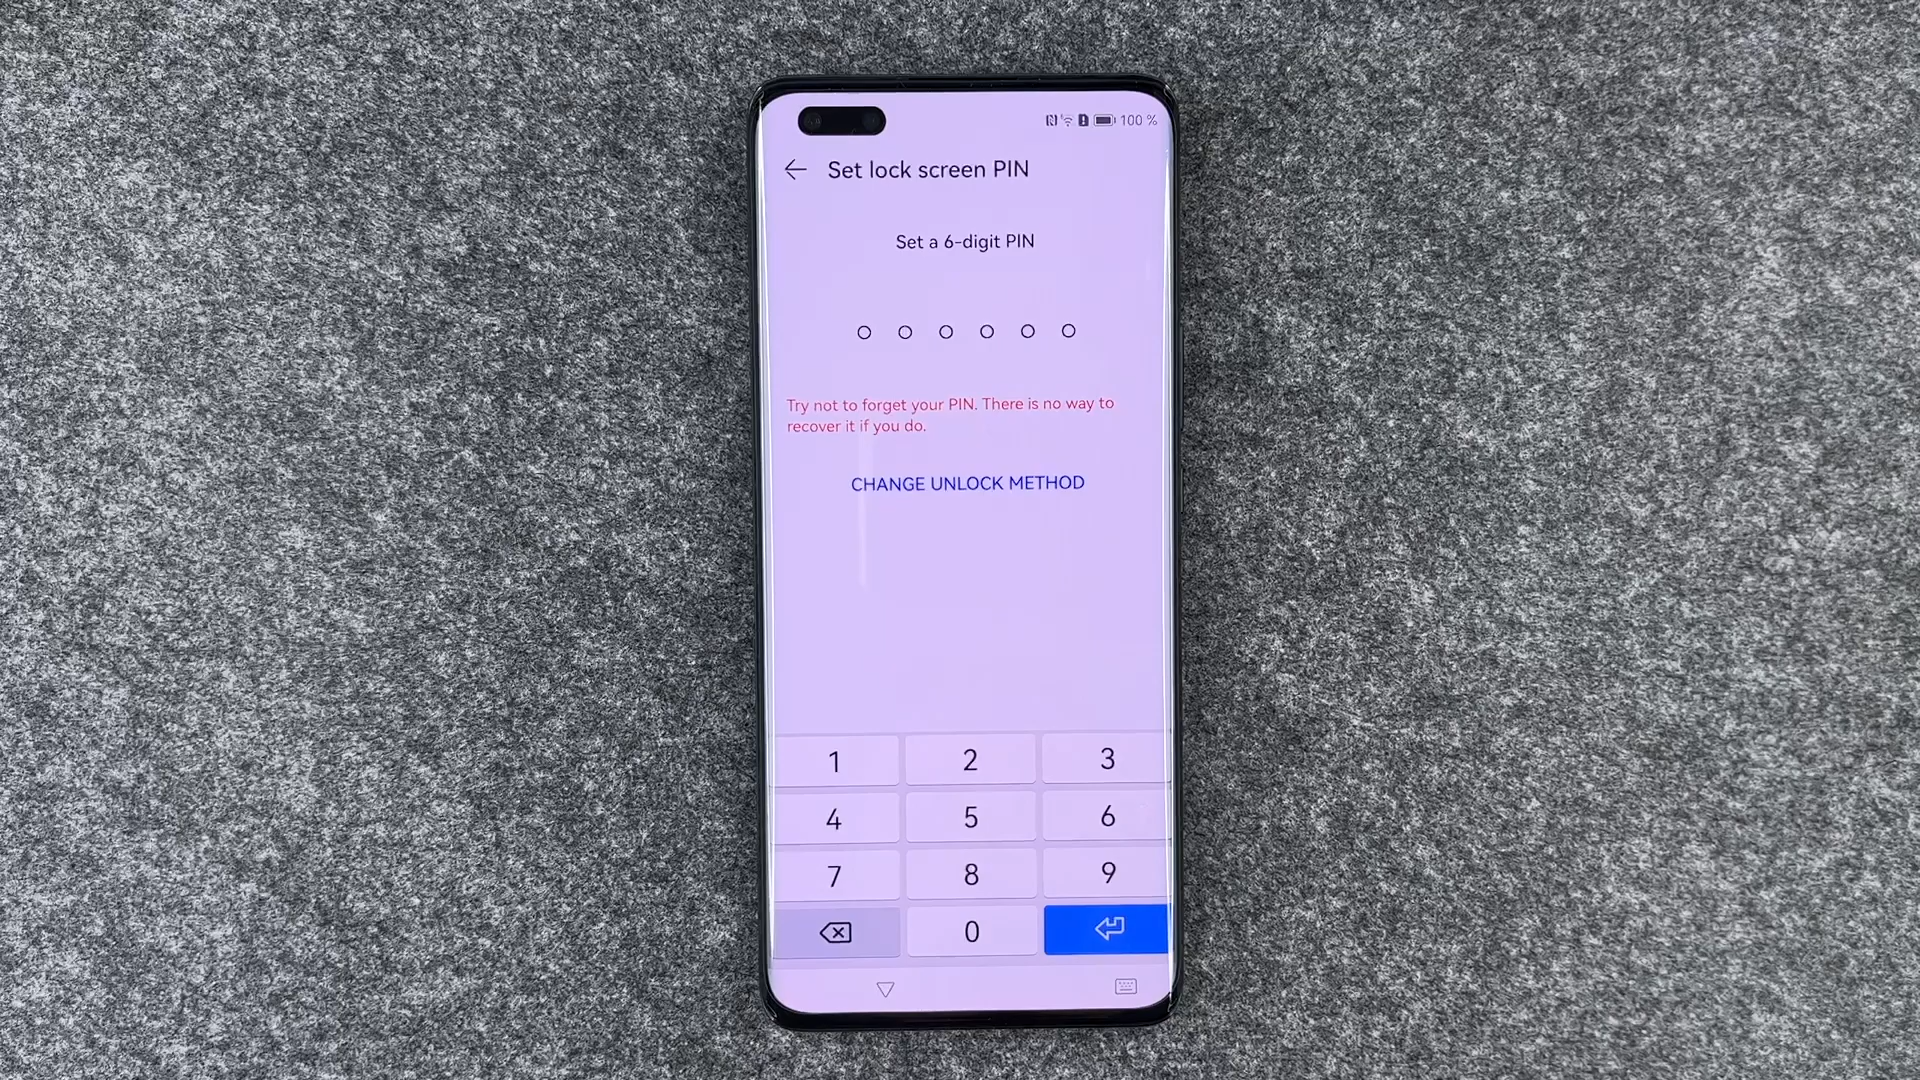 100 %
Set lock screen PIN
Set a 6-digit PIN
Try not to forget your PIN. There is no way to
recover it if you do.
CHANGE UNLOCK METHOD
1 2 3
4 5 6
7 8 9
0